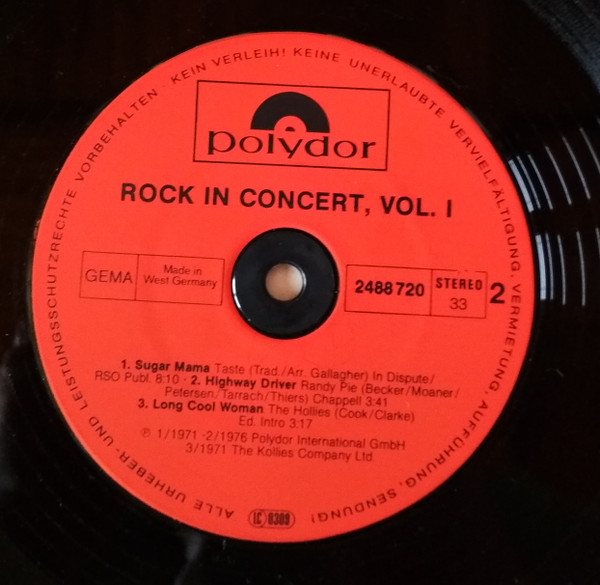 ALLE URHEBER- UND LEISTUNGSSCHUTZRECHTE VORBEHALTEN · KEIN VERLEIH! KEINE UNERLAUBTE VERVIELFÄLTIGUNG, VERMIETUNG, AUFFÜHRUNG, SENDUNG!
polydor
ROCK IN CONCERT, VOL. I
GEMA
Made in
West Germany
2488 720
STEREO
33
2
1. Sugar Mama Taste (Trad./Arr. Gallagher) In Dispute/
RSO Publ. 8:10 · 2. Highway Driver Randy Pie (Becker/Moaner/
Petersen/Tarrach/Thiers) Chappell 3:41
3. Long Cool Woman The Hollies (Cook/Clarke)
Ed. Intro 3:17
℗ 1/1971 · 2/1976 Polydor International GmbH
3/1971 The Kollies Company Ltd.
LC 0309